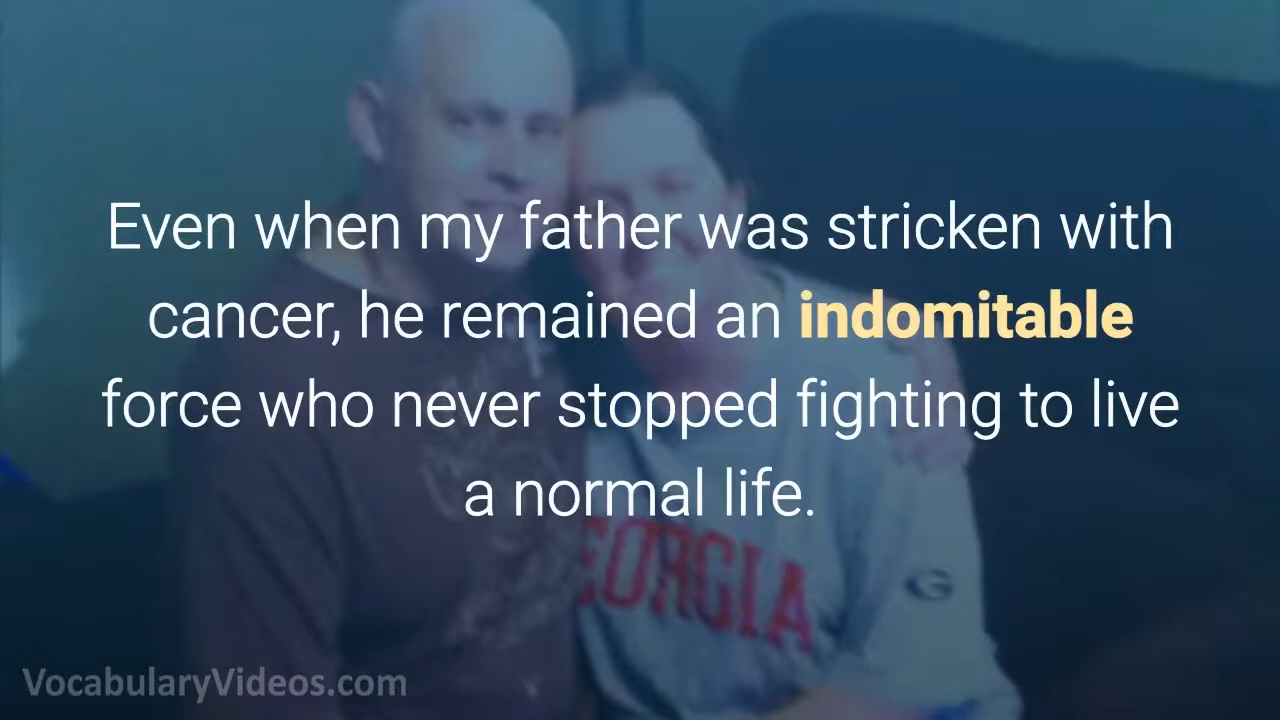 Even when my father was stricken with
cancer, he remained an indomitable
force who never stopped fighting to live
a normal life.
EORGIA
G
VocabularyVideos.com